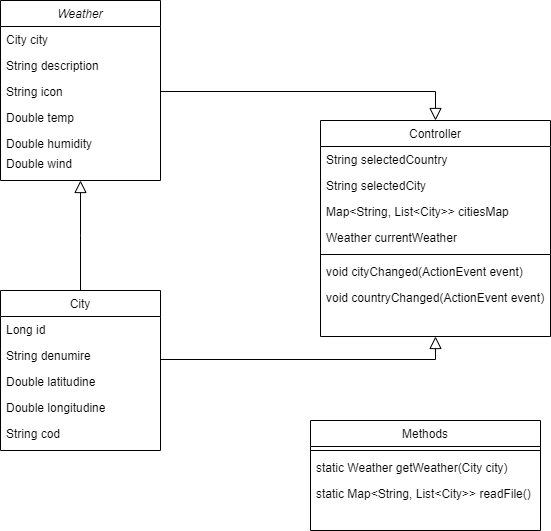 Weather
City city
String description
String icon
Double temp
Double humidity
Double wind
Controller
String selectedCountry
String selectedCity
Map<String, List<City>> citiesMap
Weather currentWeather
void cityChanged(ActionEvent event)
void countryChanged(ActionEvent event)
City
Long id
String denumire
Double latitudine
Double longitudine
String cod
Methods
static Weather getWeather(City city)
static Map<String, List<City>> readFile()